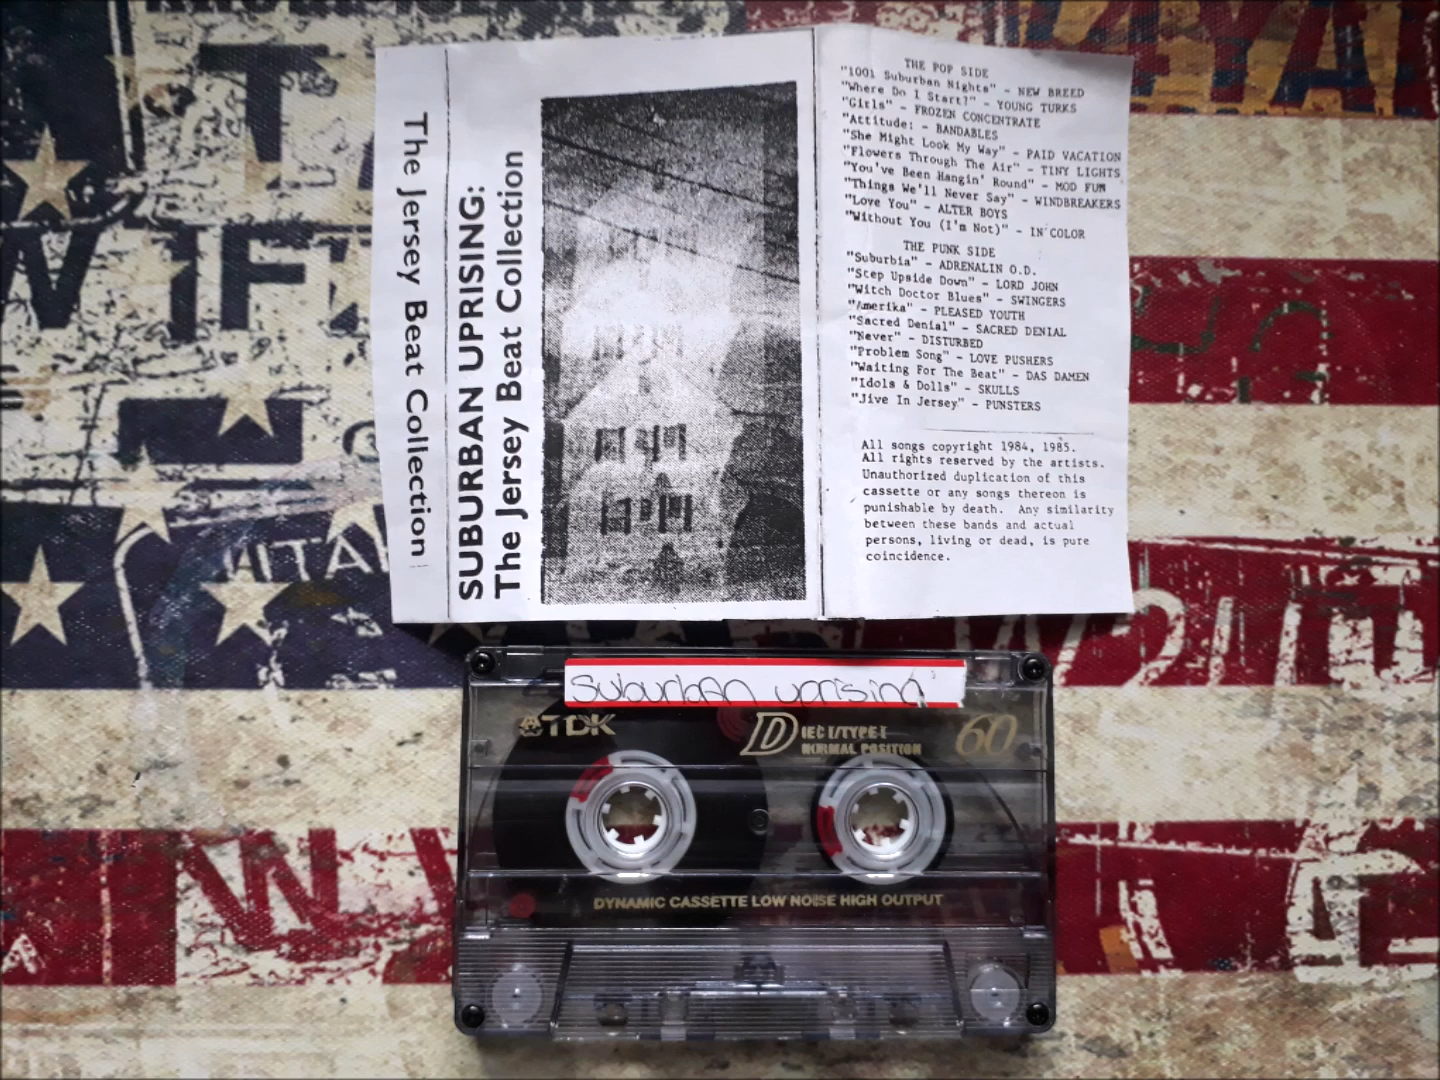 The Jersey Beat Collection
SUBURBAN UPRISING:
The Jersey Beat Collection
THE POP SIDE
"1001 Suburban Nights" - NEW BREED
"Where Do I Start?" - YOUNG TURKS
"Girls" - FROZEN CONCENTRATE
"Attitude: - BANDABLES
"She Might Look My Way" - PAID VACATION
"Flowers Through The Air" - TINY LIGHTS
"You've Been Hangin' Round" - MOD FUN
"Things We'll Never Say" - WINDBREAKERS
"Love You" - ALTER BOYS
"Without You (I'm Not)" - IN COLOR
THE PUNK SIDE
"Suburbia" - ADRENALIN O.D.
"Step Upside Down" - LORD JOHN
"Witch Doctor Blues" - SWINGERS
"Amerika" - PLEASED YOUTH
"Sacred Denial" - SACRED DENIAL
"Never" - DISTURBED
"Problem Song" - LOVE PUSHERS
"Waiting For The Beat" - DAS DAMEN
"Idols & Dolls" - SKULLS
"Jive In Jersey" - PUNSTERS
All songs copyright 1984, 1985.
All rights reserved by the artists.
Unauthorized duplication of this
cassette or any songs thereon is
punishable by death. Any similarity
between these bands and actual
persons, living or dead, is pure
coincidence.
Suburban uprising
TDK
D IEC I/TYPE I
NORMAL POSITION
60
DYNAMIC CASSETTE LOW NOISE HIGH OUTPUT